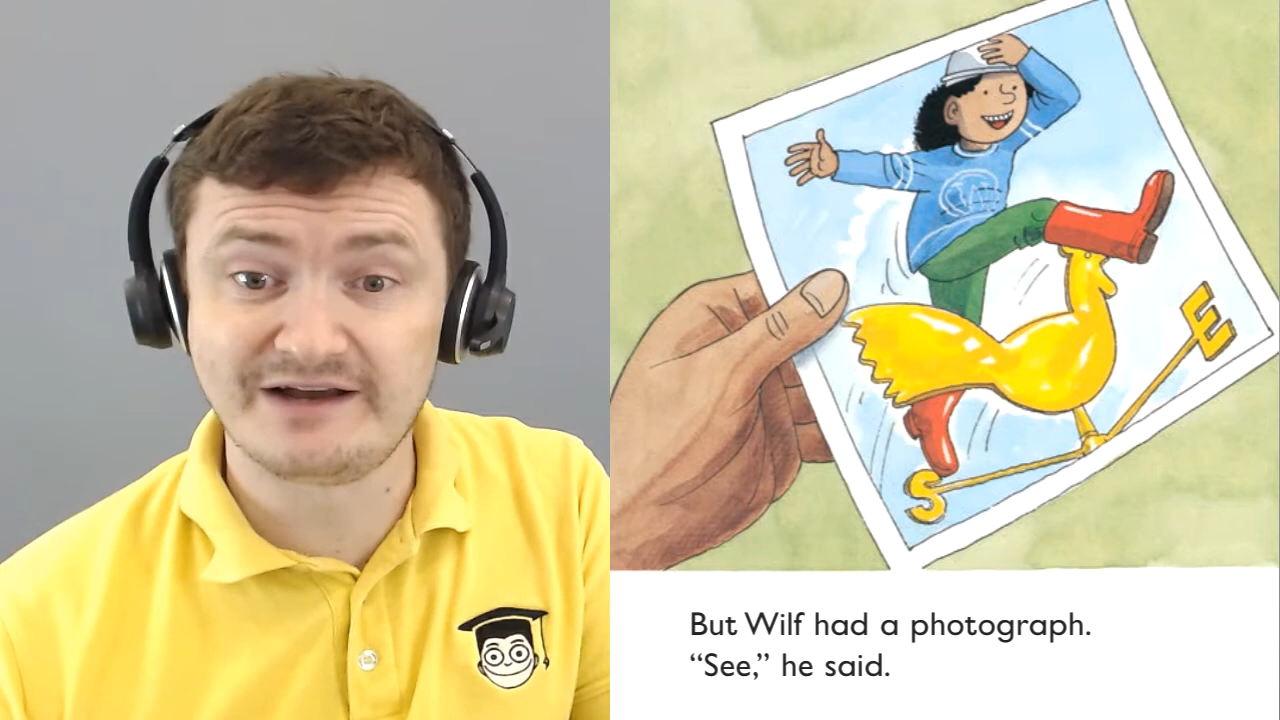 E
S
But Wilf had a photograph.
“See,” he said.